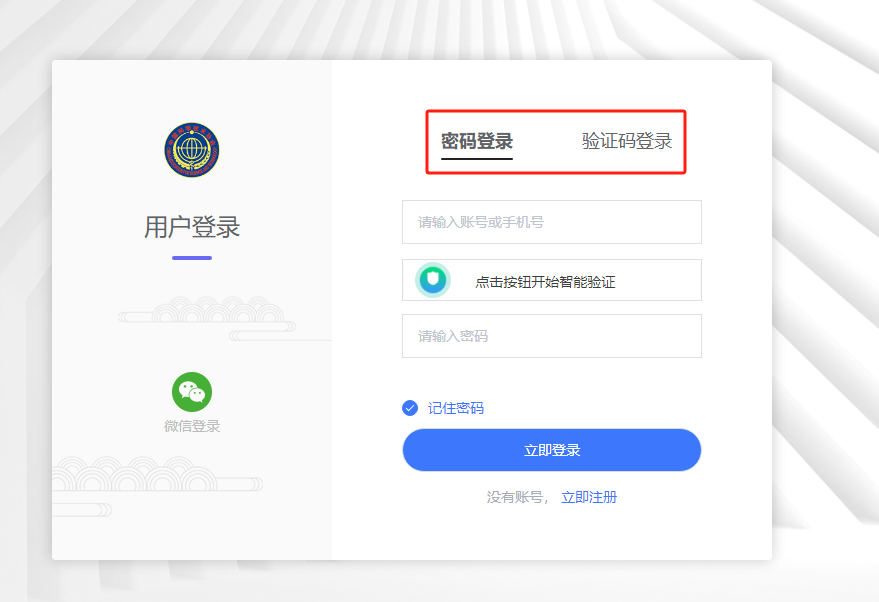 密码登录
验证码登录
用户登录
请输入账号或手机号
点击按钮开始智能验证
请输入密码
微信登录
记住密码
立即登录
没有账号，立即注册